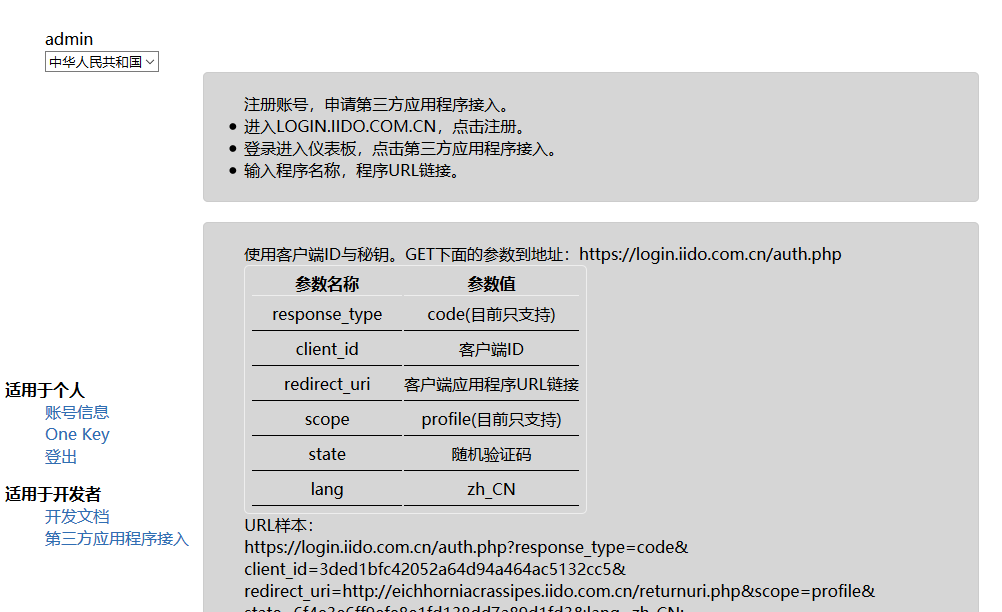 admin
中华人民共和国
注册账号，申请第三方应用程序接入。
进入LOGIN.IIDO.COM.CN，点击注册。
登录进入仪表板，点击第三方应用程序接入。
输入程序名称，程序URL链接。
适用于个人
账号信息
One Key
登出
适用于开发者
开发文档
第三方应用程序接入
使用客户端ID与秘钥。GET下面的参数到地址：https://login.iido.com.cn/auth.php
参数名称 参数值
response_type code(目前只支持)
client_id 客户端ID
redirect_uri 客户端应用程序URL链接
scope profile(目前只支持)
state 随机验证码
lang zh_CN
URL样本：
https://login.iido.com.cn/auth.php?response_type=code&
client_id=3ded1bfc42052a64d94a464ac5132cc5&
redirect_uri=http://eichhorniacrassipes.iido.com.cn/returnuri.php&scope=profile&